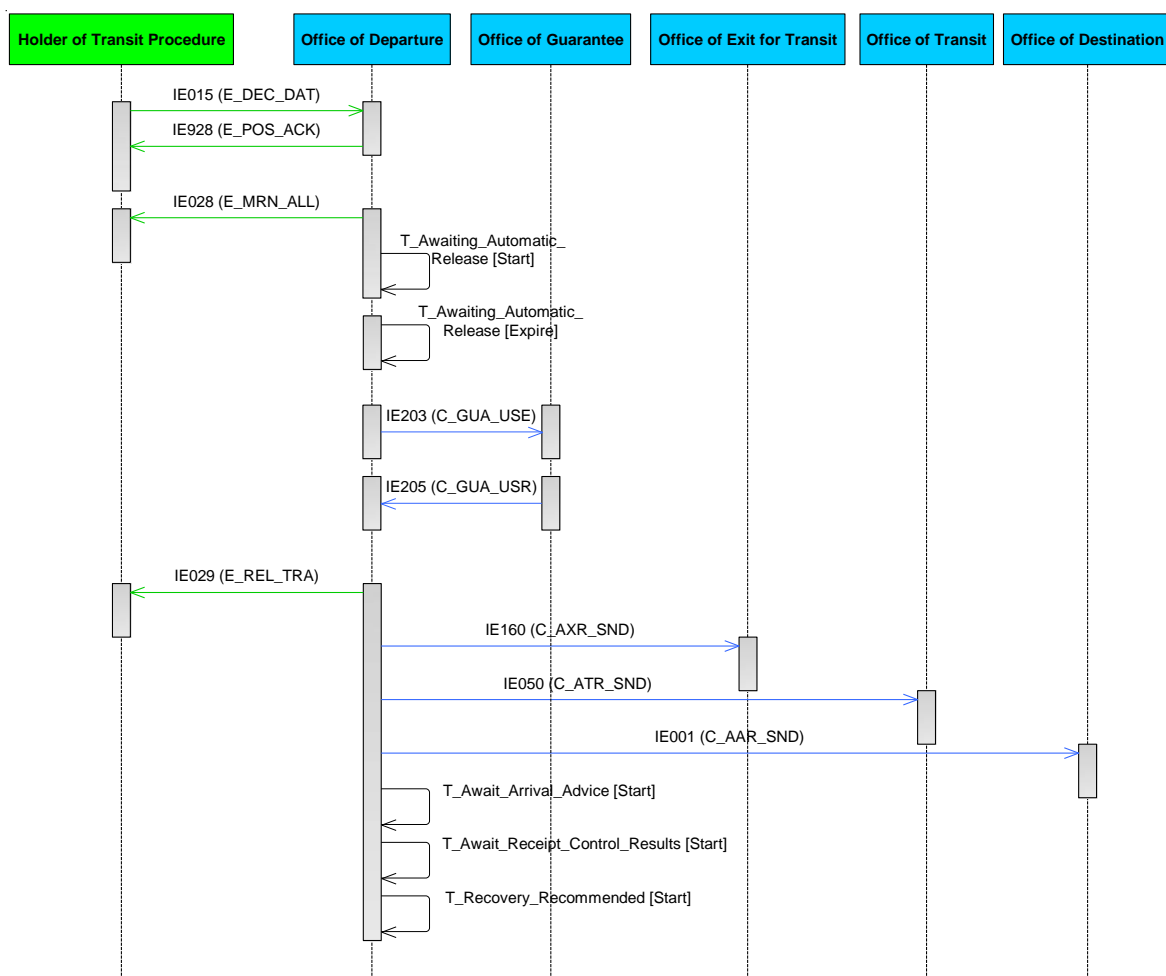 Holder of Transit Procedure
Office of Departure
Office of Guarantee
Office of Exit for Transit
Office of Transit
Office of Destination
IE015 (E_DEC_DAT)
IE928 (E_POS_ACK)
IE028 (E_MRN_ALL)
T_Awaiting_Automatic_
Release [Start]
T_Awaiting_Automatic_
Release [Expire]
IE203 (C_GUA_USE)
IE205 (C_GUA_USR)
IE029 (E_REL_TRA)
IE160 (C_AXR_SND)
IE050 (C_ATR_SND)
IE001 (C_AAR_SND)
T_Await_Arrival_Advice [Start]
T_Await_Receipt_Control_Results [Start]
T_Recovery_Recommended [Start]